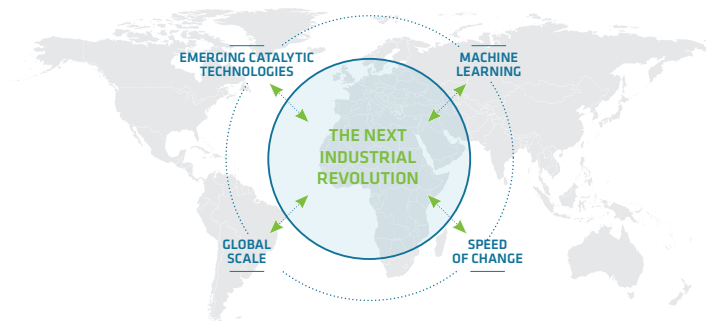 EMERGING CATALYTIC
TECHNOLOGIES
MACHINE
LEARNING
THE NEXT
INDUSTRIAL
REVOLUTION
GLOBAL
SCALE
SPEED
OF CHANGE